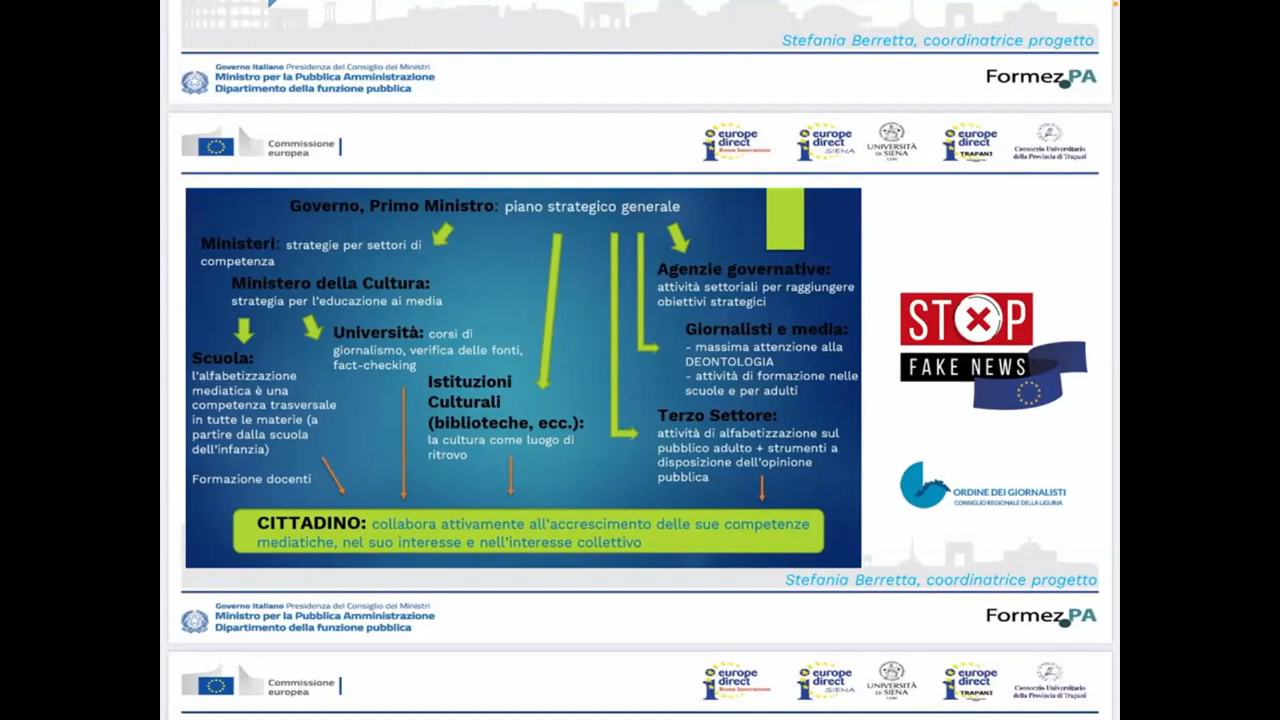 Stefania Berretta, coordinatrice progetto
Governo Italiano Presidenza del Consiglio dei Ministri
Ministro per la Pubblica Amministrazione
Dipartimento della funzione pubblica
Formez PA
Commissione
europea
europe
direct
Roma Innovazione
europe
direct
SIENA
UNIVERSITÀ
DI SIENA
1240
europe
direct
TRAPANI
Consorzio Universitario
della Provincia di Trapani
Governo, Primo Ministro: piano strategico generale
Ministeri: strategie per settori di
competenza
Ministero della Cultura:
strategia per l'educazione ai media
Scuola:
l'alfabetizzazione
mediatica è una
competenza trasversale
in tutte le materie (a
partire dalla scuola
dell'infanzia)
Formazione docenti
Università: corsi di
giornalismo, verifica delle fonti,
fact-checking
Istituzioni
Culturali
(biblioteche, ecc.):
la cultura come luogo di
ritrovo
Agenzie governative:
attività settoriali per raggiungere
obiettivi strategici
Giornalisti e media:
- massima attenzione alla
DEONTOLOGIA
- attività di formazione nelle
scuole e per adulti
Terzo Settore:
attività di alfabetizzazione sul
pubblico adulto + strumenti a
disposizione dell'opinione
pubblica
CITTADINO: collabora attivamente all'accrescimento delle sue competenze
mediatiche, nel suo interesse e nell'interesse collettivo
STOP
FAKE NEWS
ORDINE DEI GIORNALISTI
CONSIGLIO REGIONALE DELLA LIGURIA
Stefania Berretta, coordinatrice progetto
Governo Italiano Presidenza del Consiglio dei Ministri
Ministro per la Pubblica Amministrazione
Dipartimento della funzione pubblica
Formez PA
Commissione
europea
europe
direct
Roma Innovazione
europe
direct
SIENA
UNIVERSITÀ
DI SIENA
1240
europe
direct
TRAPANI
Consorzio Universitario
della Provincia di Trapani